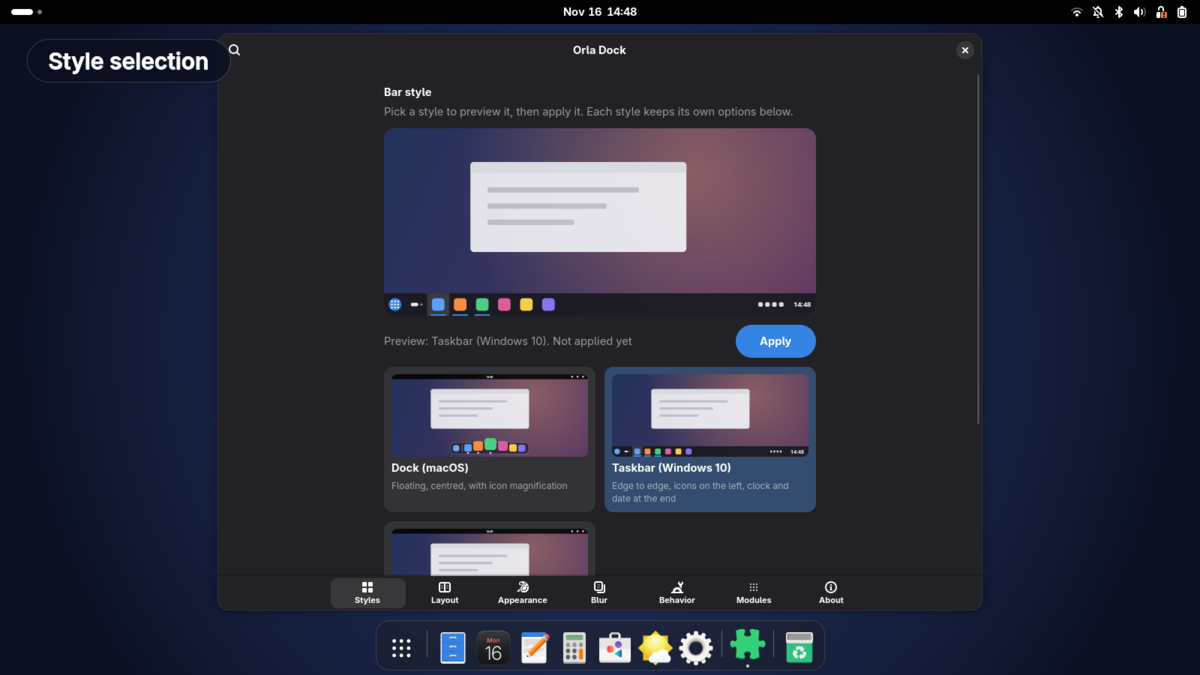 Nov 16 14:48
Style selection
Orla Dock
Bar style
Pick a style to preview it, then apply it. Each style keeps its own options below.
14:48
Preview: Taskbar (Windows 10). Not applied yet
Apply
14:48
Dock (macOS)
Floating, centred, with icon magnification
Taskbar (Windows 10)
Edge to edge, icons on the left, clock and
date at the end
Styles
Layout
Appearance
Blur
Behavior
Modules
About
Mon
16